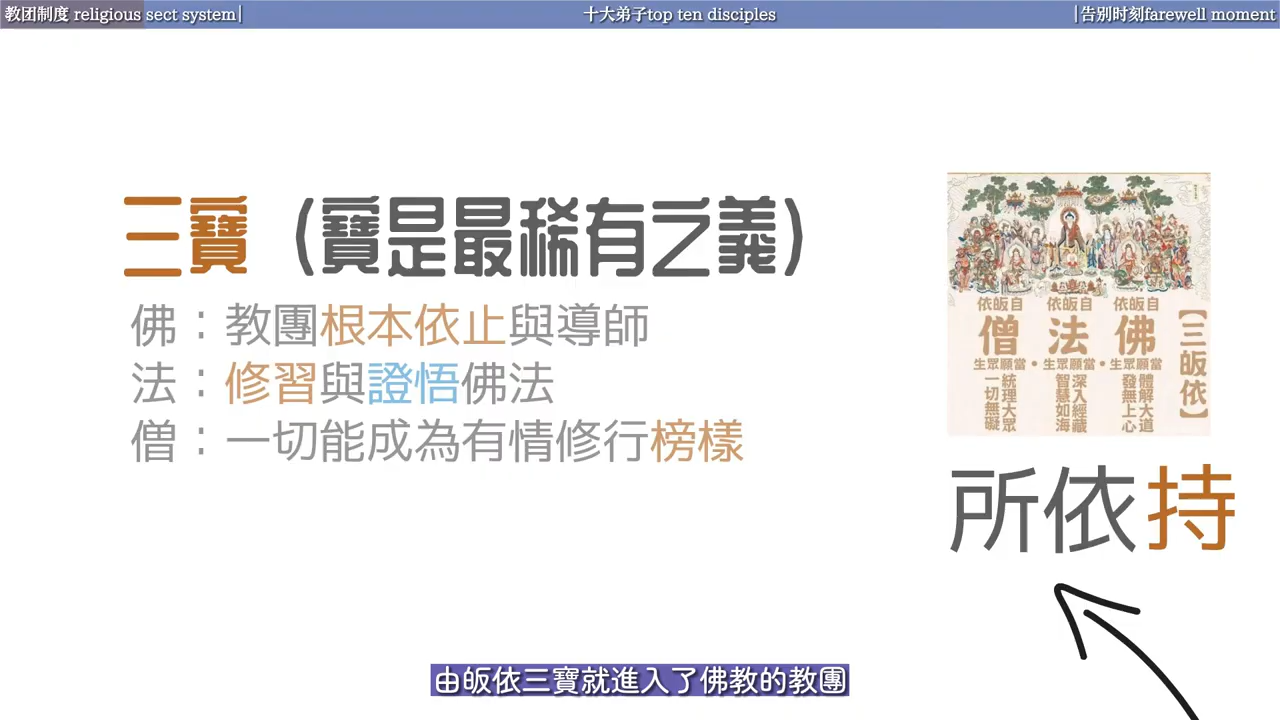 教团制度 religious sect system|
十大弟子top ten disciples
|告别时刻farewell moment
三寶（寶是最稀有之義）
佛：教團根本依止與導師
法：修習與證悟佛法
僧：一切能成為有情修行榜樣
【三皈依】
自皈依
佛
當願眾生
體解大道
發無上心
自皈依
法
當願眾生
深入經藏
智慧如海
自皈依
僧
當願眾生
統理大眾
一切無礙
所依持
由皈依三寶就進入了佛教的教團